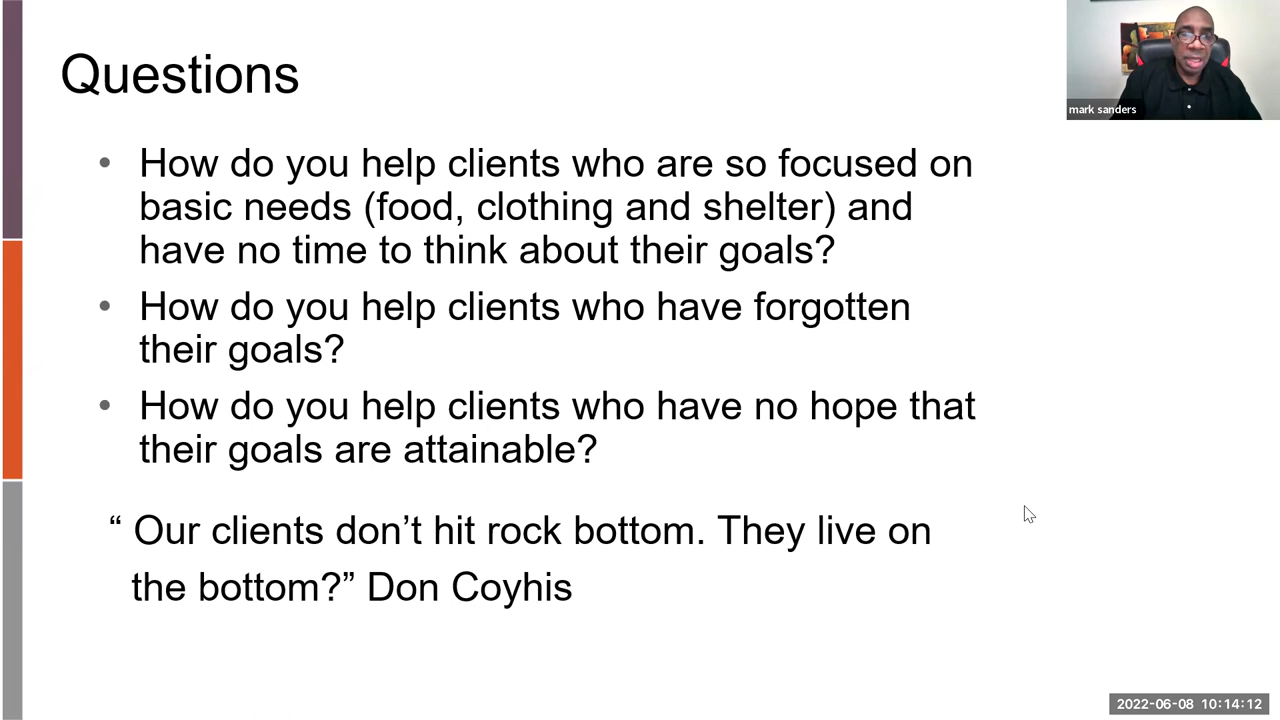 Questions
• How do you help clients who are so focused on
basic needs (food, clothing and shelter) and
have no time to think about their goals?
• How do you help clients who have forgotten
their goals?
• How do you help clients who have no hope that
their goals are attainable?
“ Our clients don’t hit rock bottom. They live on
the bottom?” Don Coyhis
mark sanders
2022-06-08 10:14:12